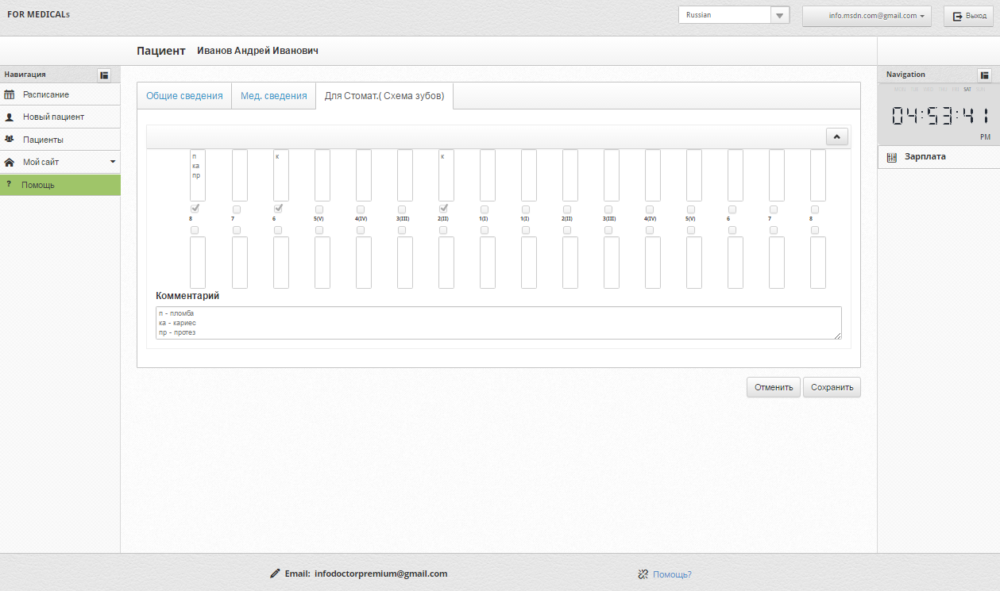 FOR MEDICALs
Russian
info.msdn.com@gmail.com
Выход
Пациент Иванов Андрей Иванович
Навигация
Расписание
Новый пациент
Пациенты
Мой сайт
? Помощь
Общие сведения
Мед. сведения
Для Стомат.( Схема зубов)
п
ка
пр
к
к
8 7 6 5(V) 4(IV) 3(III) 2(II) 1(I) 1(I) 2(II) 3(III) 4(IV) 5(V) 6 7 8
Комментарий
п - пломба
ка - кариес
пр - протез
Отменить
Сохранить
Navigation
MON TUE WED THU FRI SAT SUN
04:53:41
PM
Зарплата
Email: infodoctorpremium@gmail.com
Помощь?